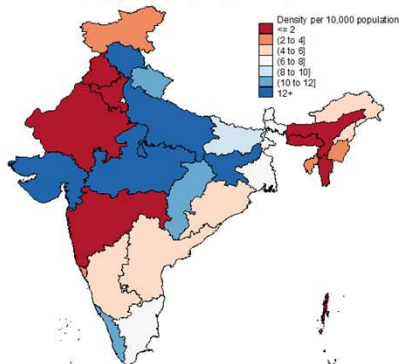 Density per 10,000 population
<= 2
(2 to 4]
(4 to 6]
(6 to 8]
(8 to 10]
(10 to 12]
12+